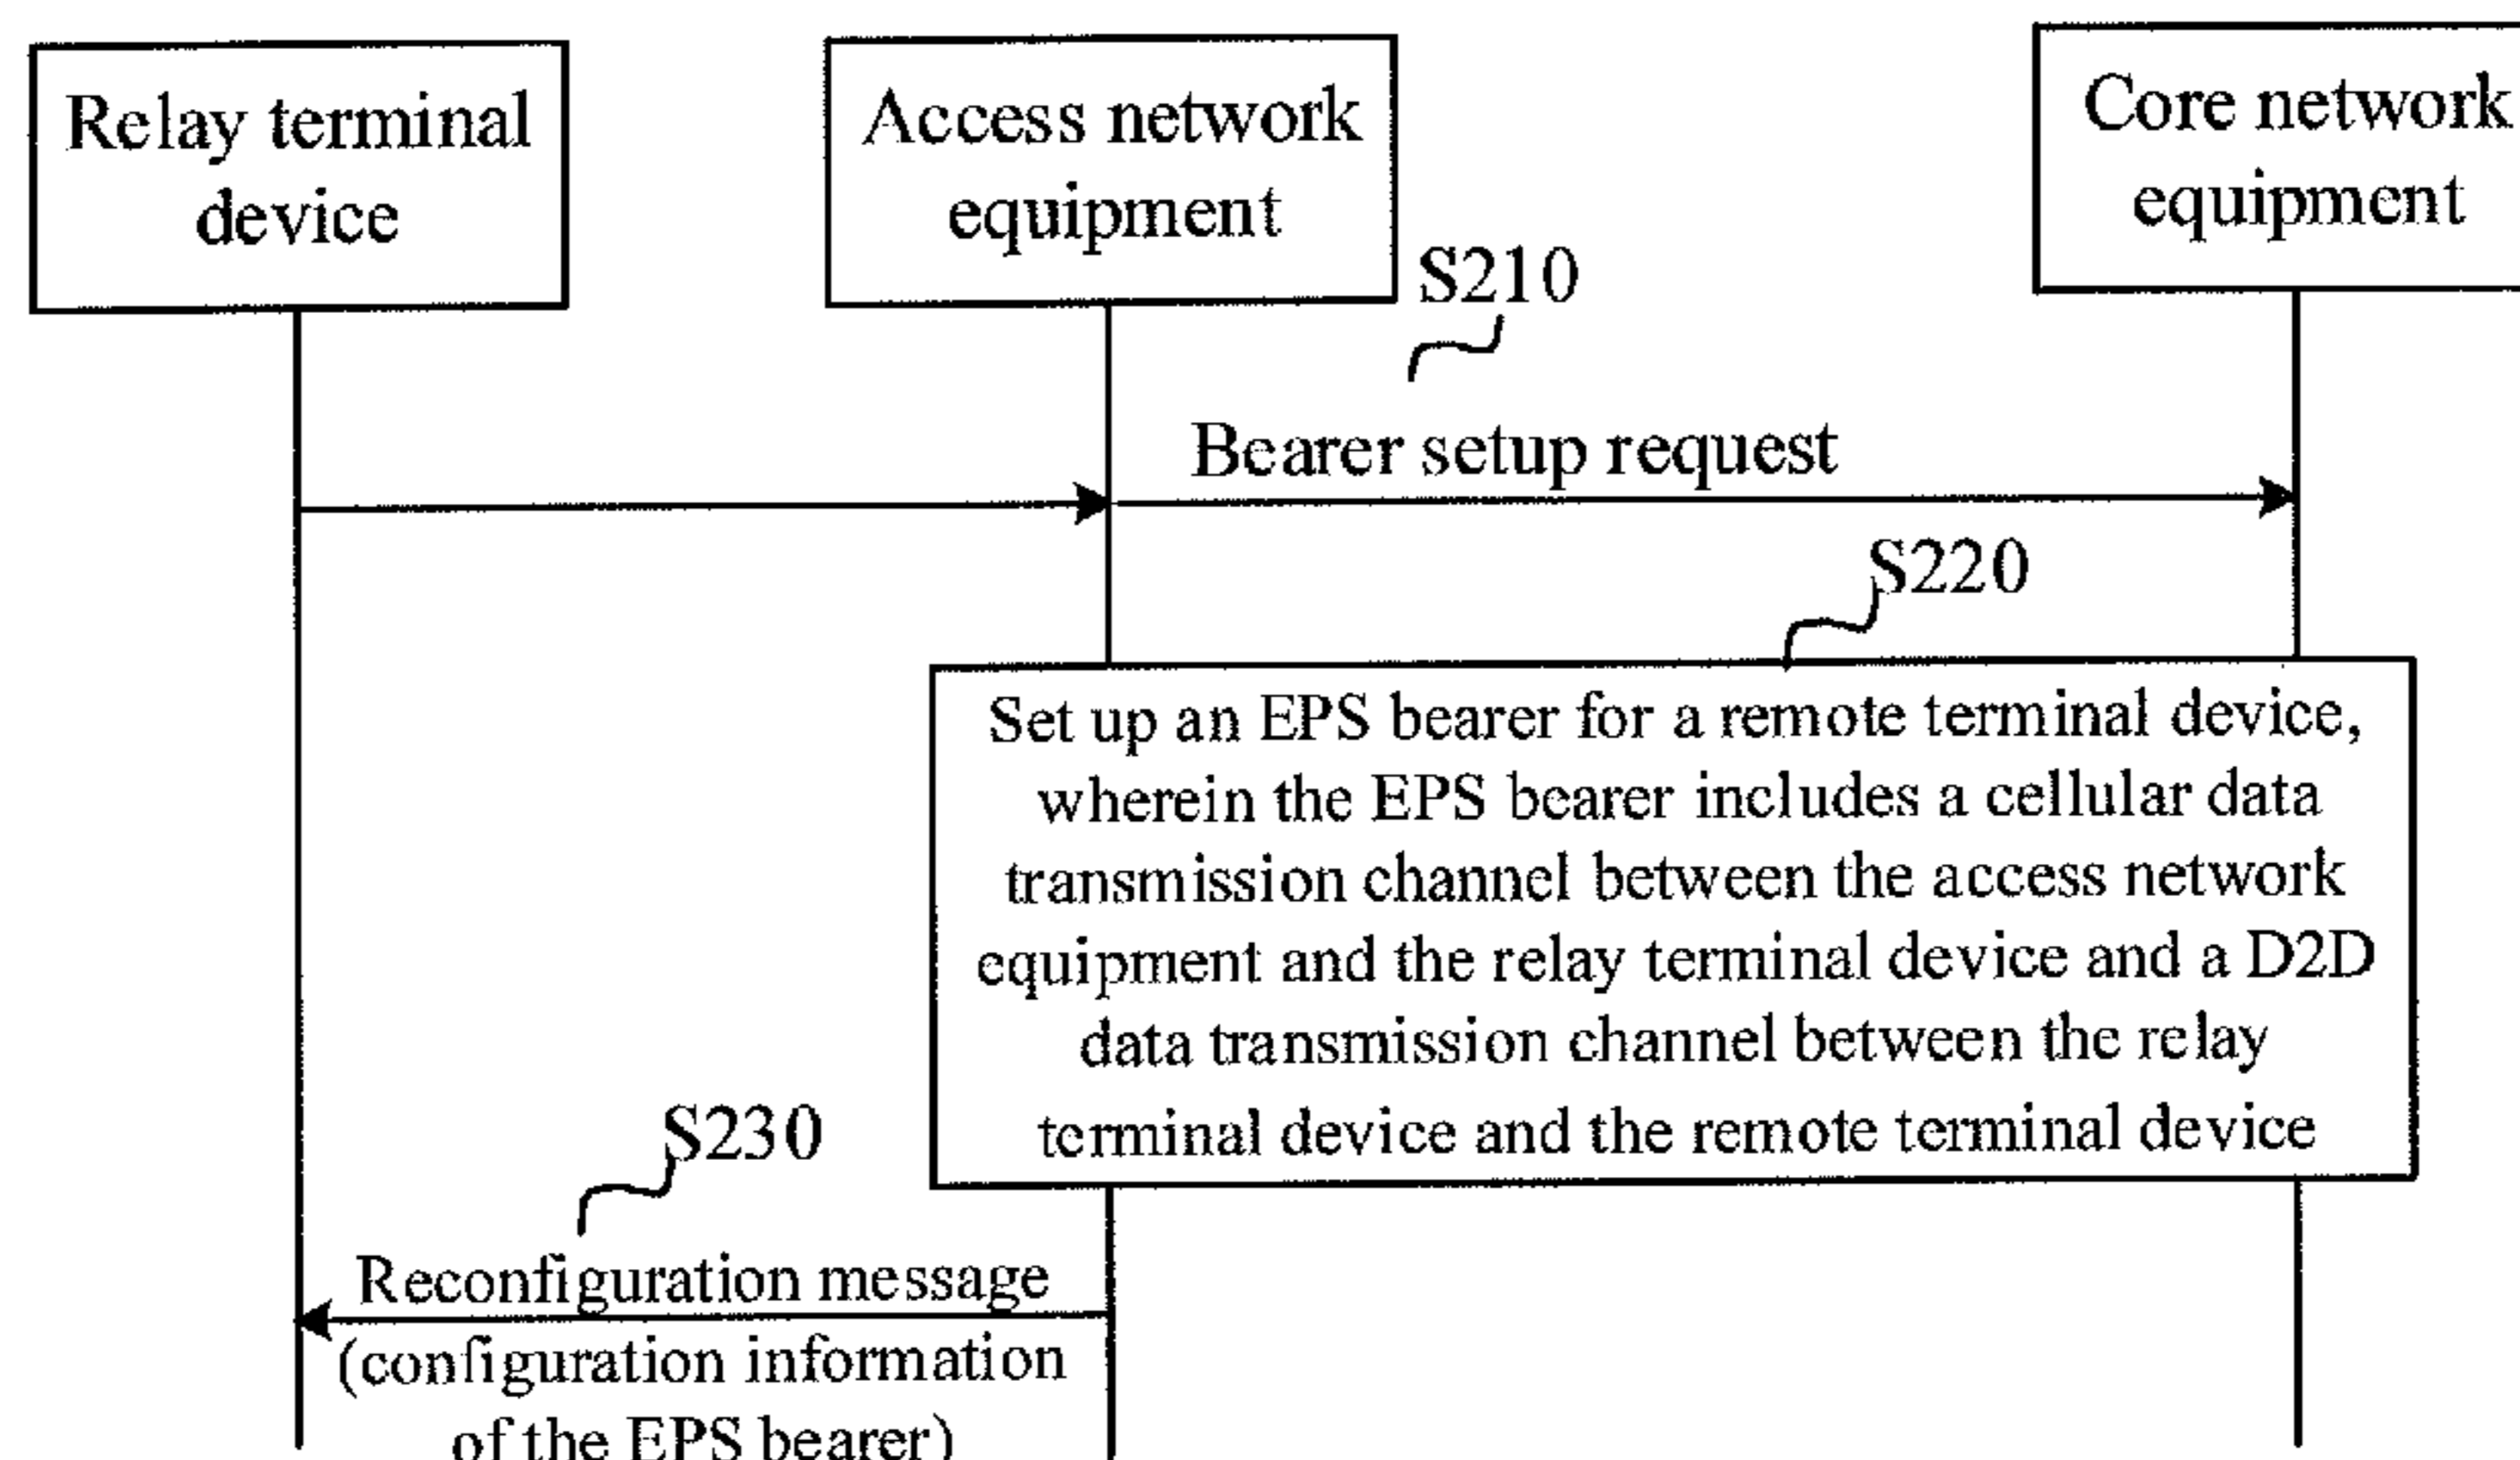 Relay terminal
device
Access network
equipment
Core network
equipment
S210
Bearer setup request
S220
Set up an EPS bearer for a remote terminal device,
wherein the EPS bearer includes a cellular data
transmission channel between the access network
equipment and the relay terminal device and a D2D
data transmission channel between the relay
terminal device and the remote terminal device
S230
Reconfiguration message
(configuration information
of the EPS bearer)